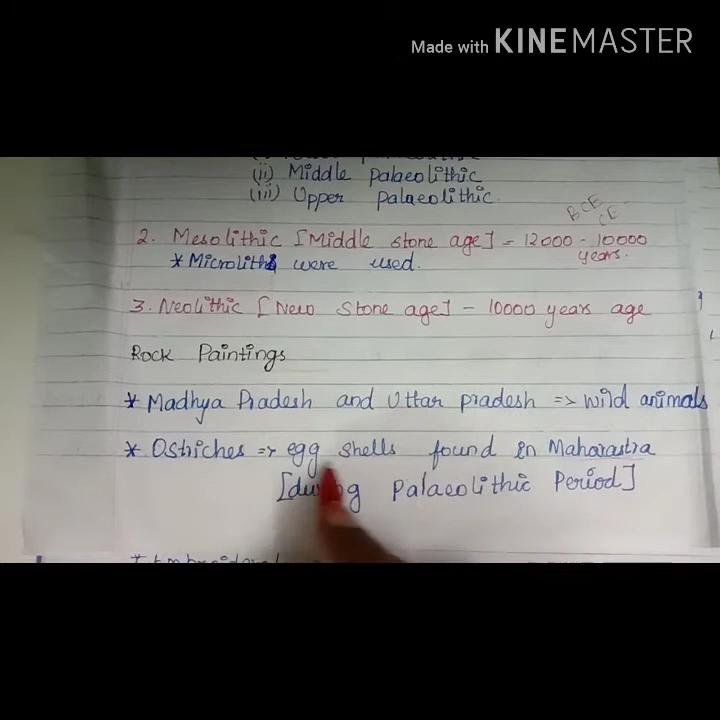 Made with KINEMASTER
(ii) Middle palaeolithic
(iii) Upper palaeolithic.
BCE
CE
2. Mesolithic [Middle stone age] = 12000 - 10000
years.
* Microliths were used.
3. Neolithic [New Stone age] - 10000 years age
Rock Paintings
* Madhya Pradesh and Uttar pradesh => wild animals
* Ostriches => egg shells found in Maharastra
[during Palaeolithic Period]